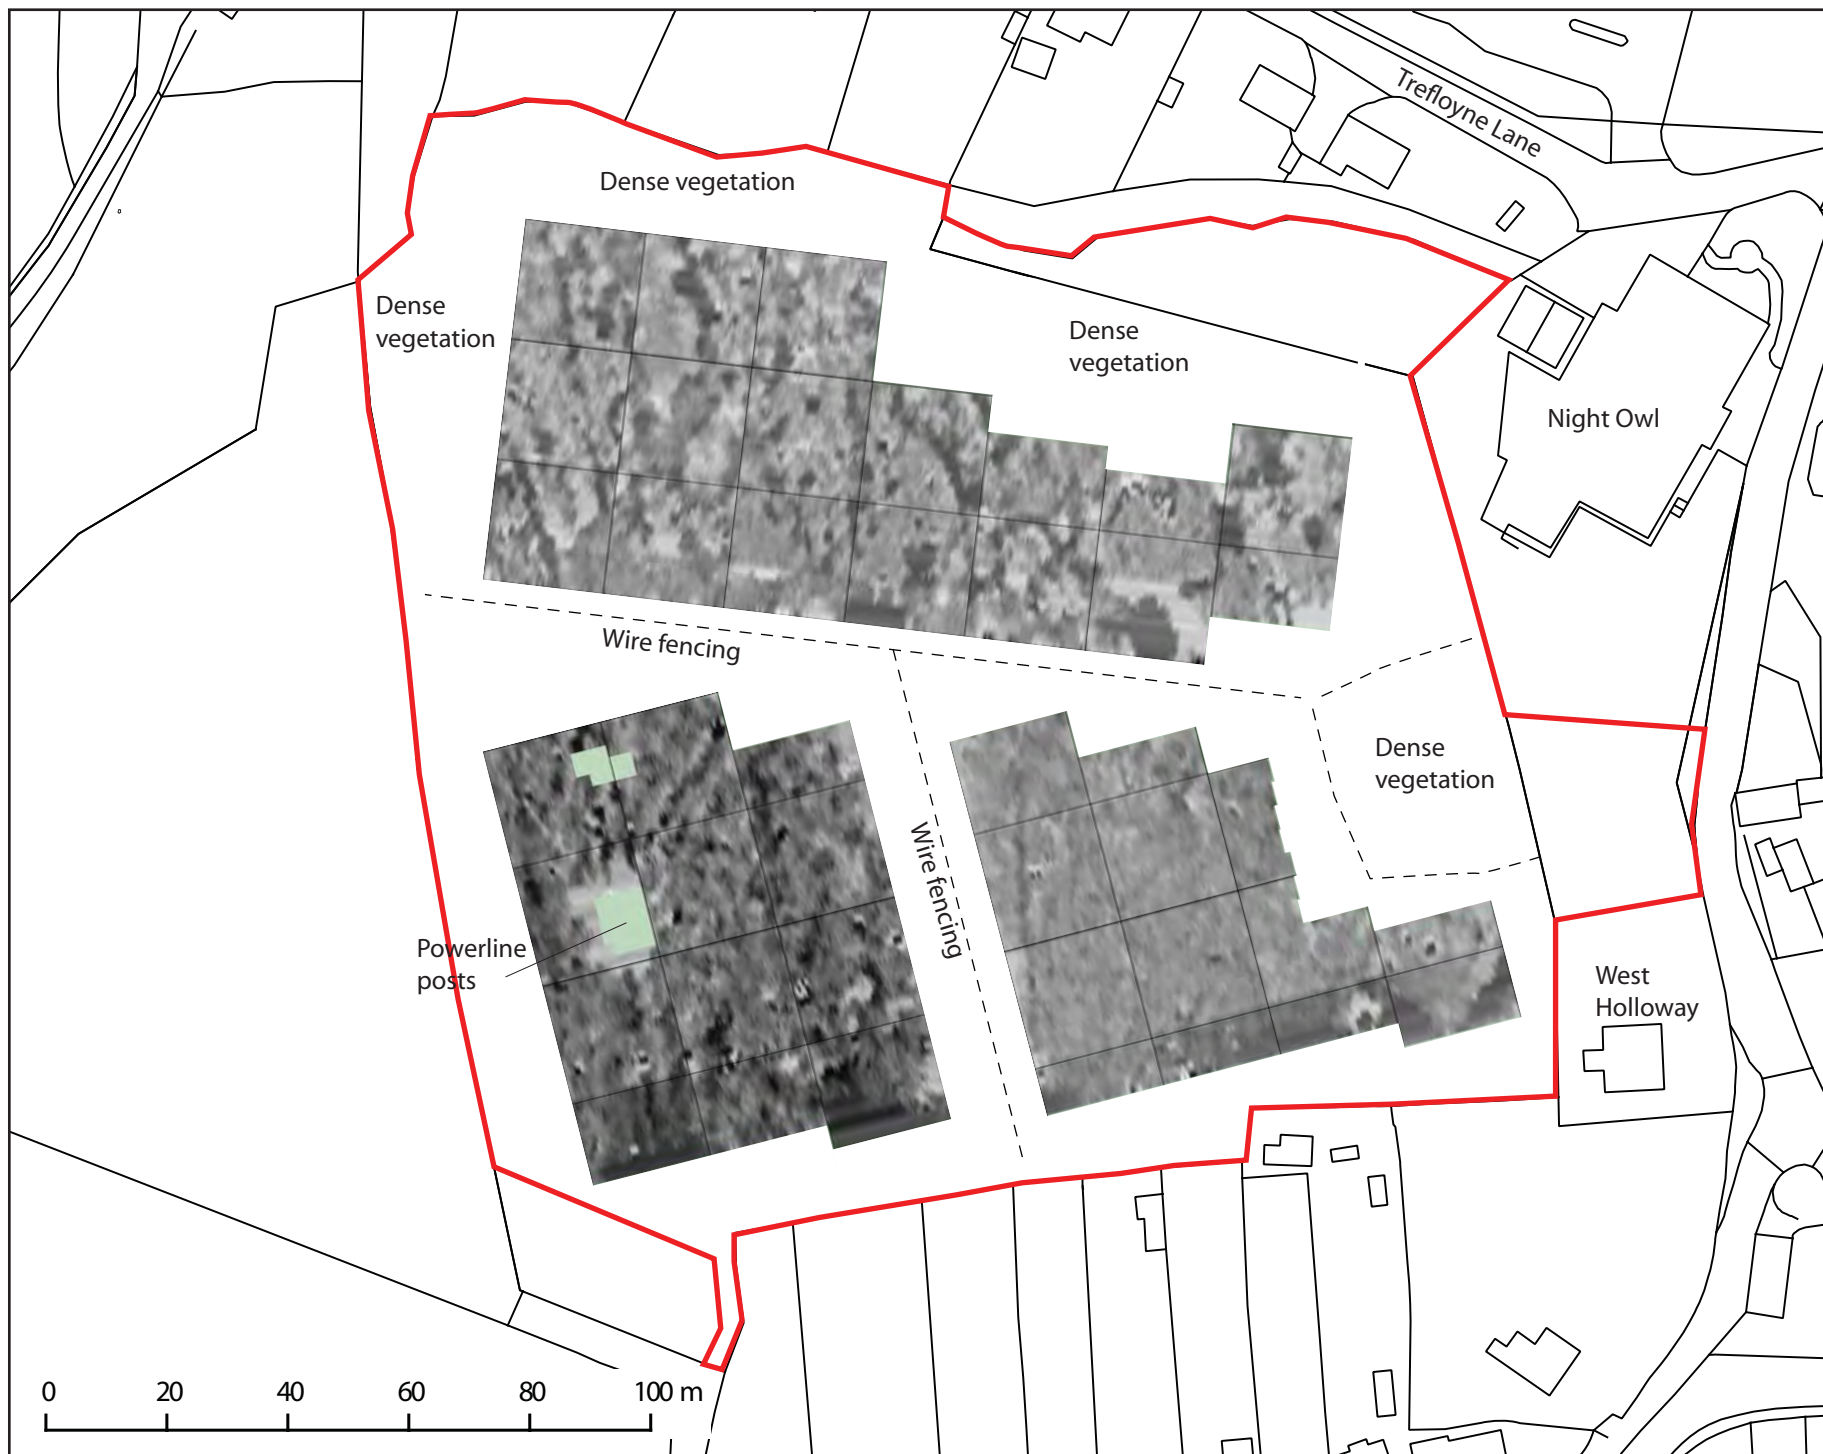 Trefloyne Lane
Dense vegetation
Dense
vegetation
Dense
vegetation
Night Owl
Wire fencing
Dense
vegetation
Wire fencing
Powerline
posts
West
Holloway
0 20 40 60 80 100 m